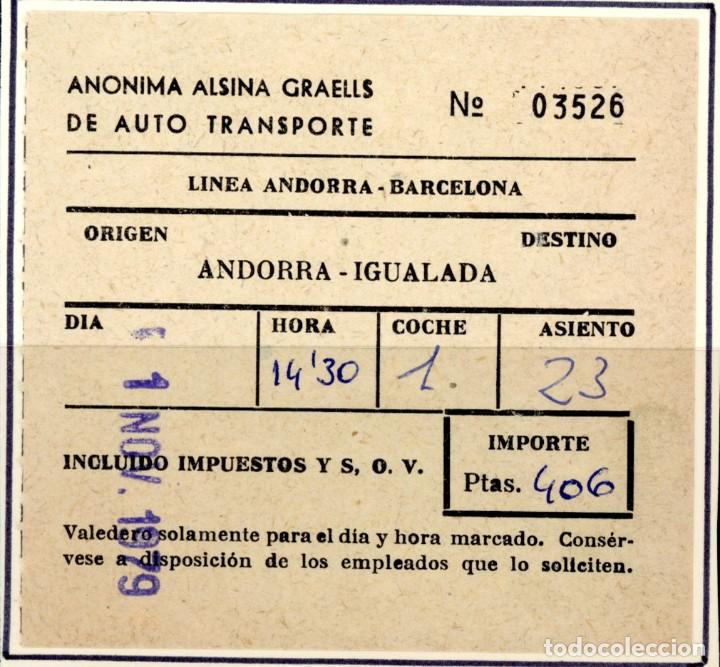 ANONIMA ALSINA GRAELLS
DE AUTO TRANSPORTE
Nº 03526
LINEA ANDORRA - BARCELONA
ORIGEN DESTINO
ANDORRA - IGUALADA
DIA HORA COCHE ASIENTO
14'30 1 23
1 NOV. 1979
INCLUIDO IMPUESTOS Y S, O. V.
IMPORTE
Ptas. 406
Valedero solamente para el día y hora marcado. Consér-
vese a disposición de los empleados que lo soliciten.
todocoleccion